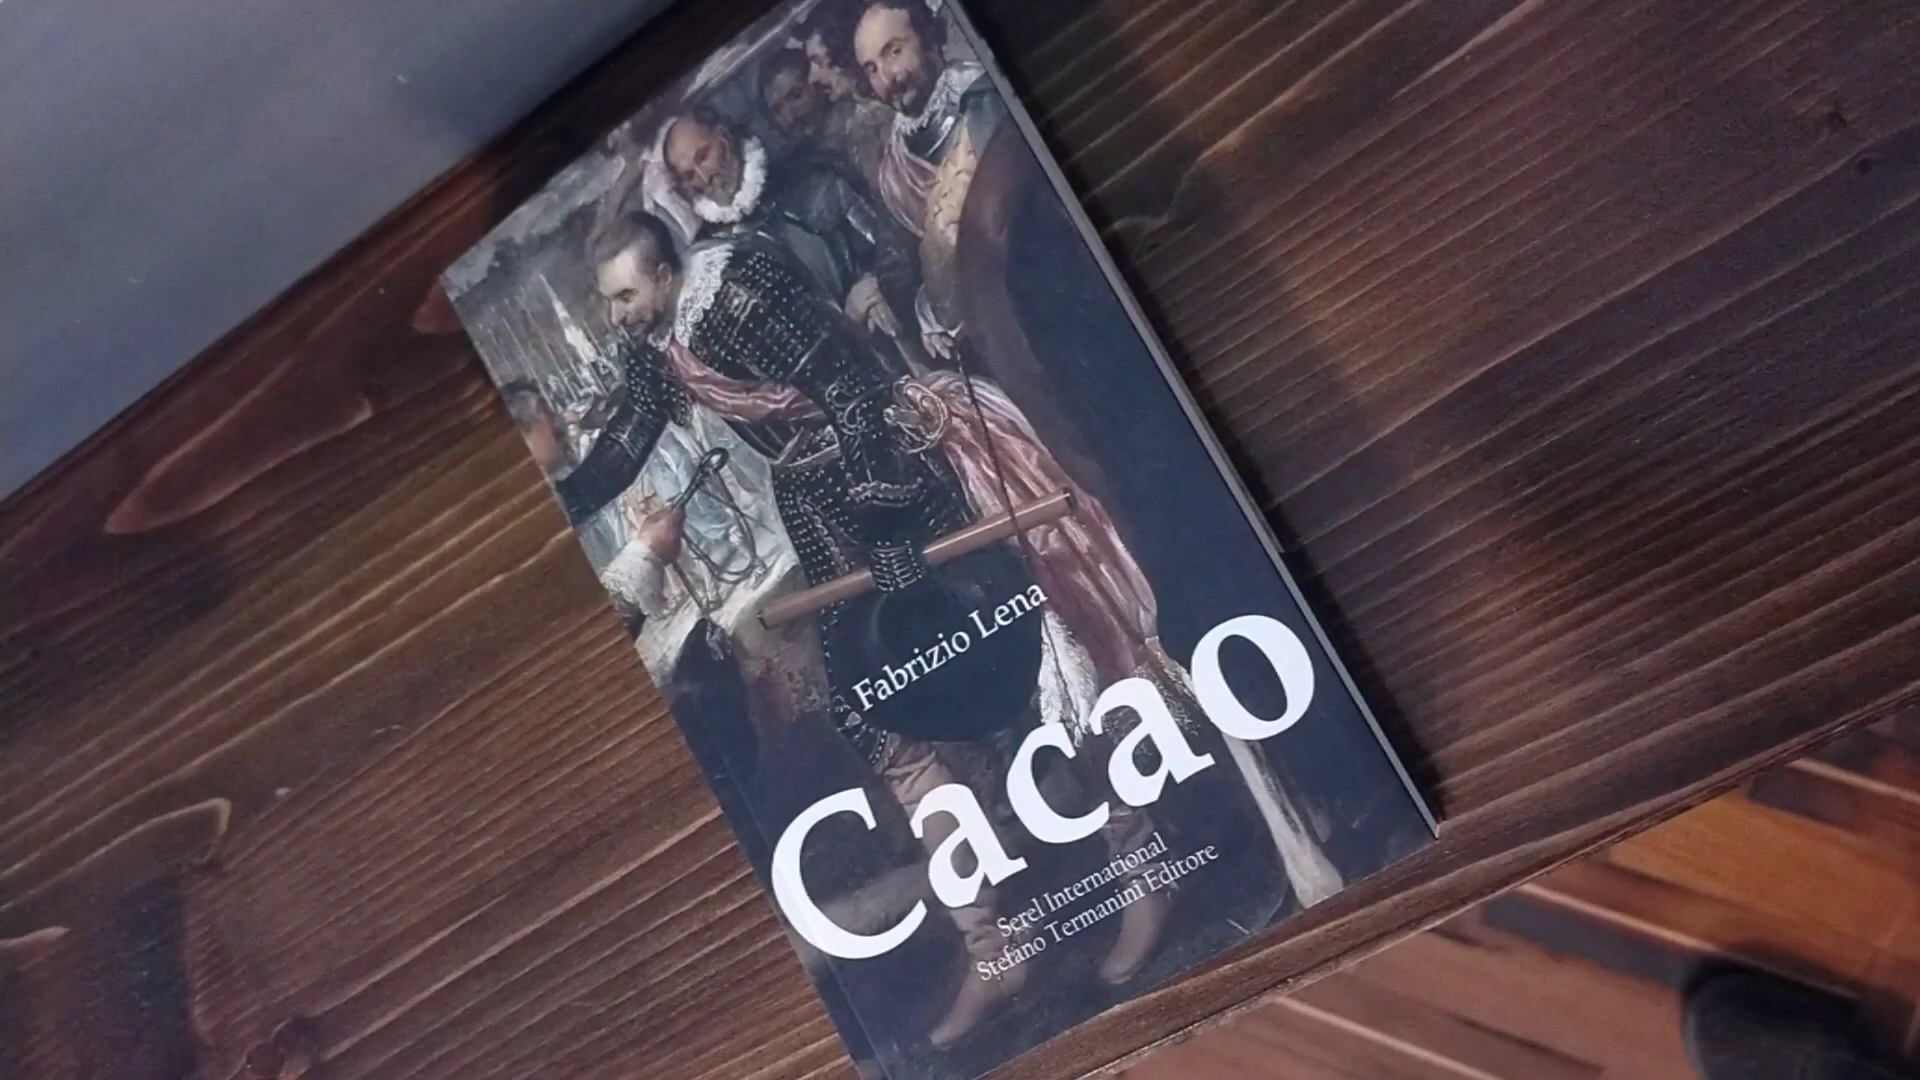 Fabrizio Lena
Cacao
Serel International
Stefano Termanini Editore